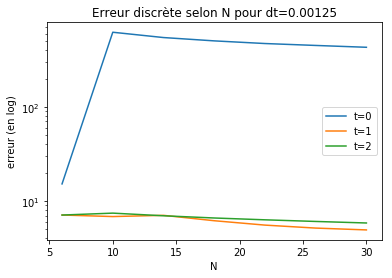 Erreur discrète selon N pour dt=0.00125
erreur (en log)
10²
10¹
t=0
t=1
t=2
5
10
15
20
25
30
N